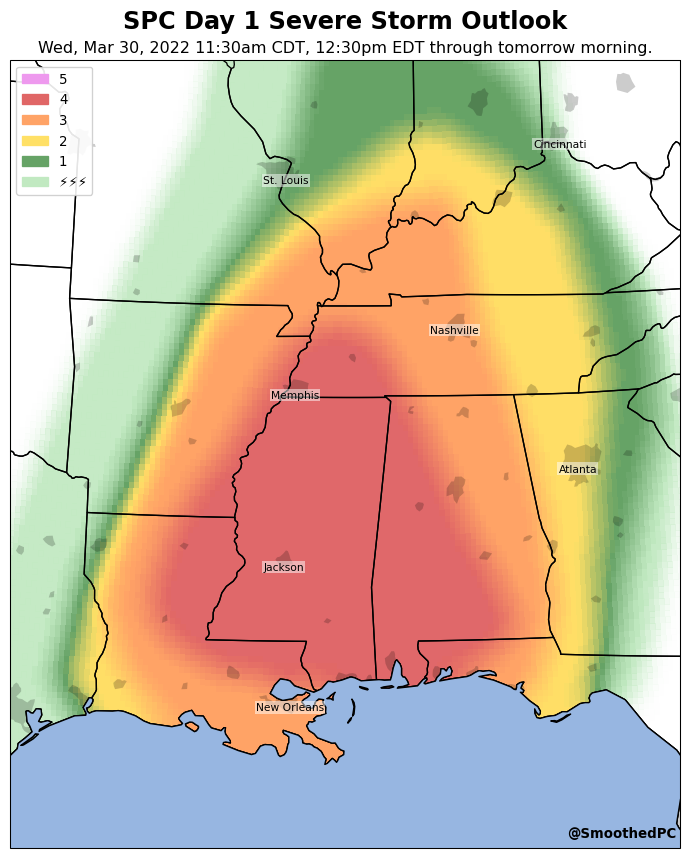 SPC Day 1 Severe Storm Outlook
Wed, Mar 30, 2022 11:30am CDT, 12:30pm EDT through tomorrow morning.
5
4
3
2
1
⚡⚡⚡
Cincinnati
St. Louis
Nashville
Memphis
Atlanta
Jackson
New Orleans
@SmoothedPC